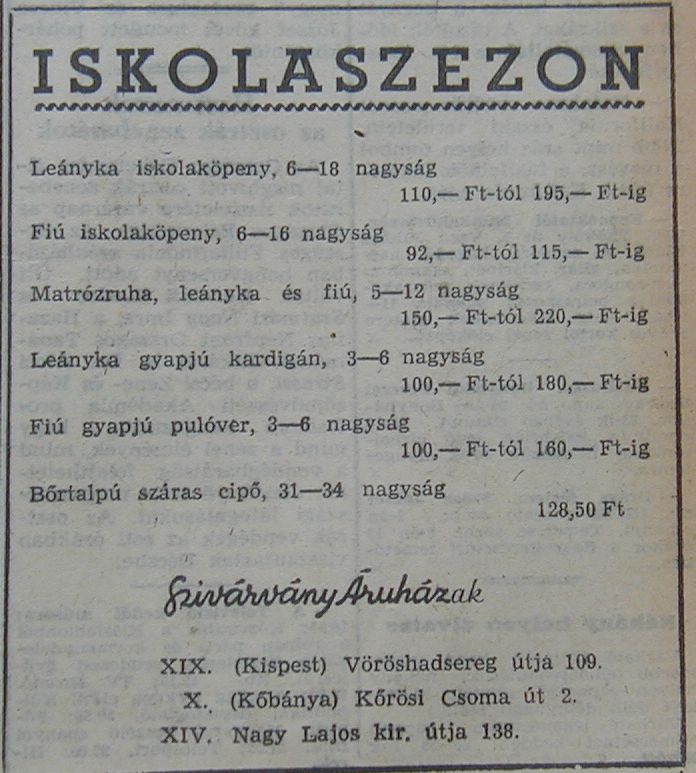 ISKOLASZEZON
Leányka iskolaköpeny, 6—18 nagyság
110,— Ft-tól 195,— Ft-ig
Fiú iskolaköpeny, 6—16 nagyság
92,— Ft-tól 115,— Ft-ig
Matrózruha, leányka és fiú, 5—12 nagyság
150,— Ft-tól 220,— Ft-ig
Leányka gyapjú kardigán, 3—6 nagyság
100,— Ft-tól 180,— Ft-ig
Fiú gyapjú pulóver, 3—6 nagyság
100,— Ft-tól 160,— Ft-ig
Bőrtalpú száras cipő, 31—34 nagyság
128,50 Ft
Szivárvány Áruházak
XIX. (Kispest) Vöröshadsereg útja 109.
X. (Kőbánya) Kőrösi Csoma út 2.
XIV. Nagy Lajos kir. útja 138.